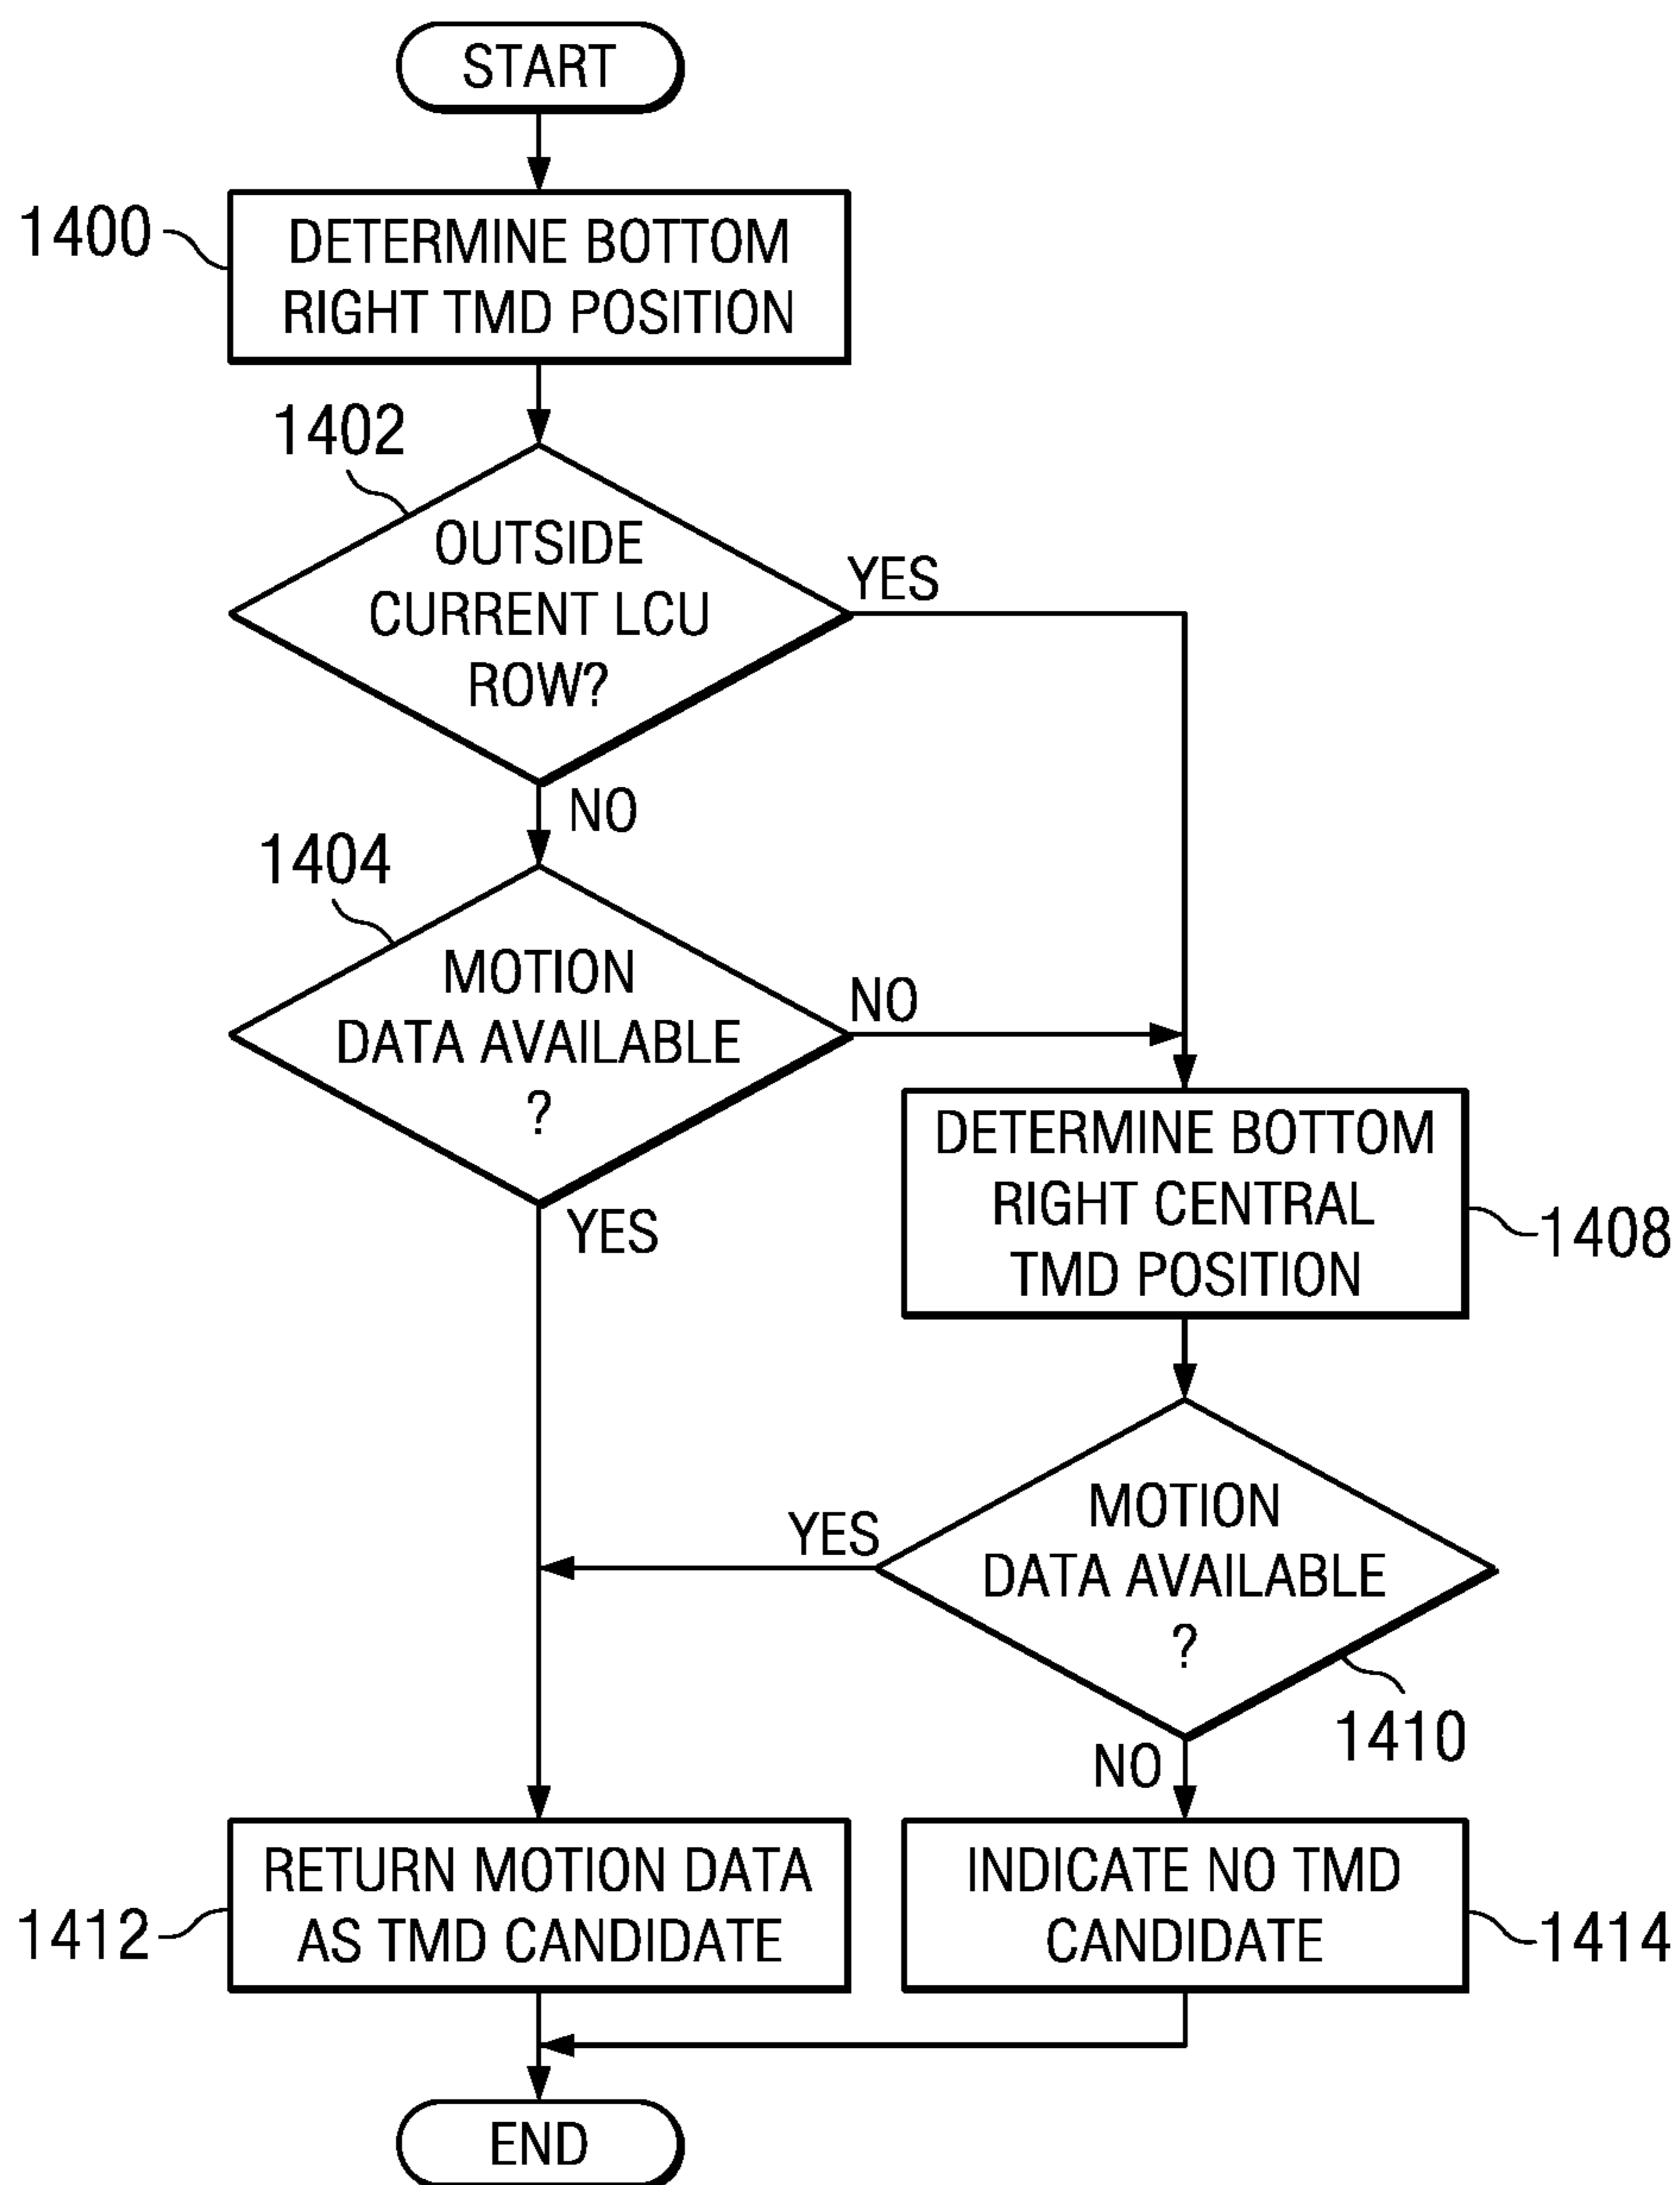 START
1400
DETERMINE BOTTOM
RIGHT TMD POSITION
1402
OUTSIDE
CURRENT LCU
ROW?
YES
NO
1404
MOTION
DATA AVAILABLE
?
NO
YES
DETERMINE BOTTOM
RIGHT CENTRAL
TMD POSITION
1408
MOTION
DATA AVAILABLE
?
YES
1410
NO
RETURN MOTION DATA
AS TMD CANDIDATE
1412
INDICATE NO TMD
CANDIDATE
1414
END